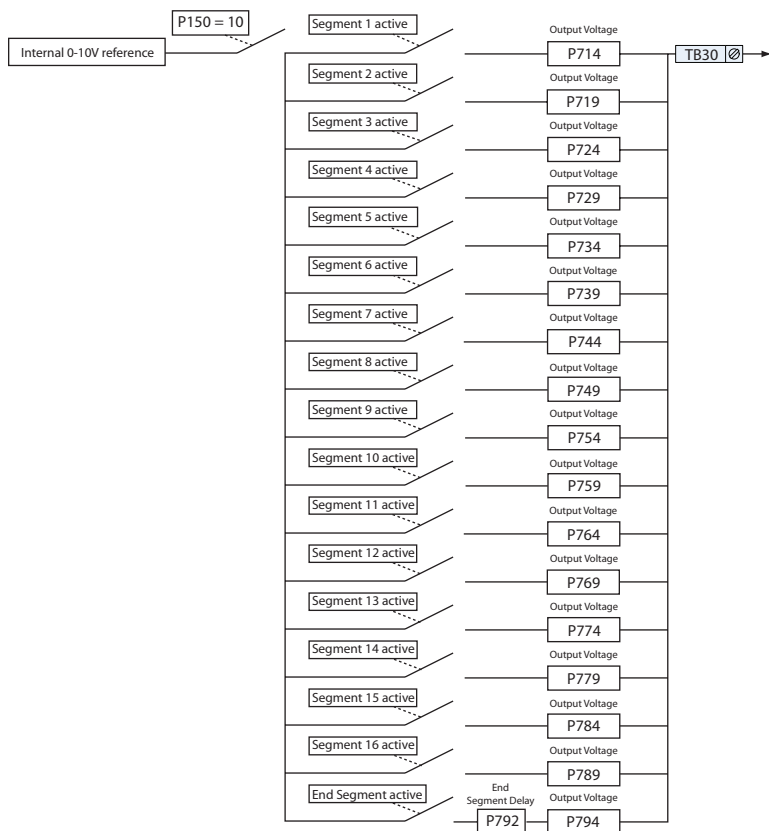 P150 = 10
Internal 0-10V reference
Segment 1 active
Output Voltage
P714
TB30
Segment 2 active
Output Voltage
P719
Segment 3 active
Output Voltage
P724
Segment 4 active
Output Voltage
P729
Segment 5 active
Output Voltage
P734
Segment 6 active
Output Voltage
P739
Segment 7 active
Output Voltage
P744
Segment 8 active
Output Voltage
P749
Segment 9 active
Output Voltage
P754
Segment 10 active
Output Voltage
P759
Segment 11 active
Output Voltage
P764
Segment 12 active
Output Voltage
P769
Segment 13 active
Output Voltage
P774
Segment 14 active
Output Voltage
P779
Segment 15 active
Output Voltage
P784
Segment 16 active
Output Voltage
P789
End Segment active
End
Segment Delay
P792
Output Voltage
P794